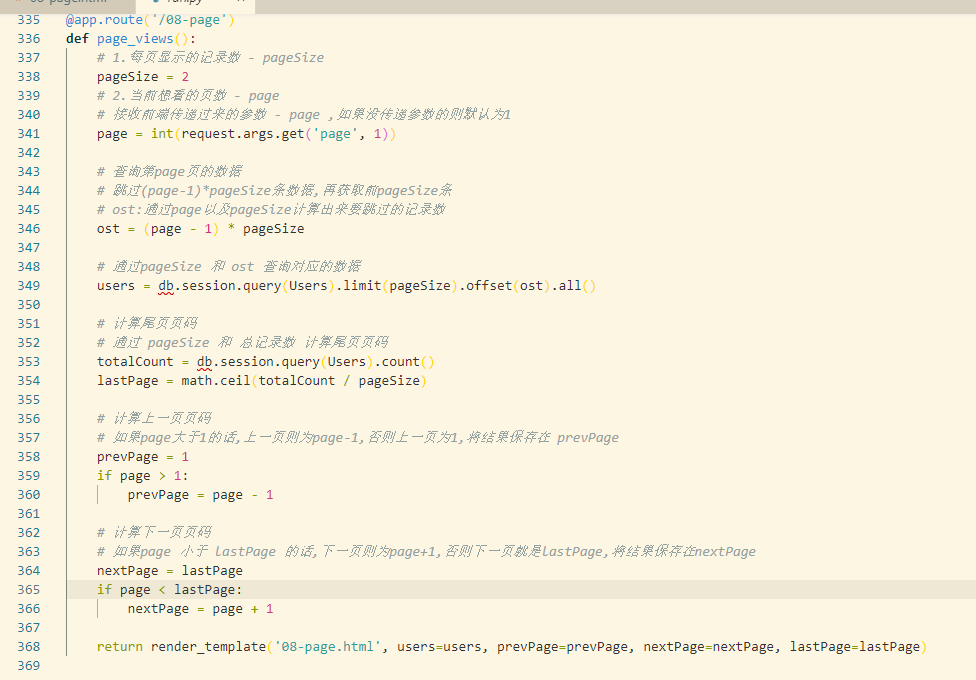 335 @app.route('/08-page')
336 def page_views():
337     # 1.每页显示的记录数 - pageSize
338     pageSize = 2
339     # 2.当前想看的页数 - page
340     # 接收前端传递过来的参数 - page ,如果没传递参数的则默认为1
341     page = int(request.args.get('page', 1))
342
343     # 查询第page页的数据
344     # 跳过(page-1)*pageSize条数据,再获取前pageSize条
345     # ost:通过page以及pageSize计算出来要跳过的记录数
346     ost = (page - 1) * pageSize
347
348     # 通过pageSize 和 ost 查询对应的数据
349     users = db.session.query(Users).limit(pageSize).offset(ost).all()
350
351     # 计算尾页页码
352     # 通过 pageSize 和 总记录数 计算尾页页码
353     totalCount = db.session.query(Users).count()
354     lastPage = math.ceil(totalCount / pageSize)
355
356     # 计算上一页页码
357     # 如果page大于1的话,上一页则为page-1,否则上一页为1,将结果保存在 prevPage
358     prevPage = 1
359     if page > 1:
360         prevPage = page - 1
361
362     # 计算下一页页码
363     # 如果page 小于 lastPage 的话,下一页则为page+1,否则下一页就是lastPage,将结果保存在nextPage
364     nextPage = lastPage
365     if page < lastPage:
366         nextPage = page + 1
367
368     return render_template('08-page.html', users=users, prevPage=prevPage, nextPage=nextPage, lastPage=lastPage)
369